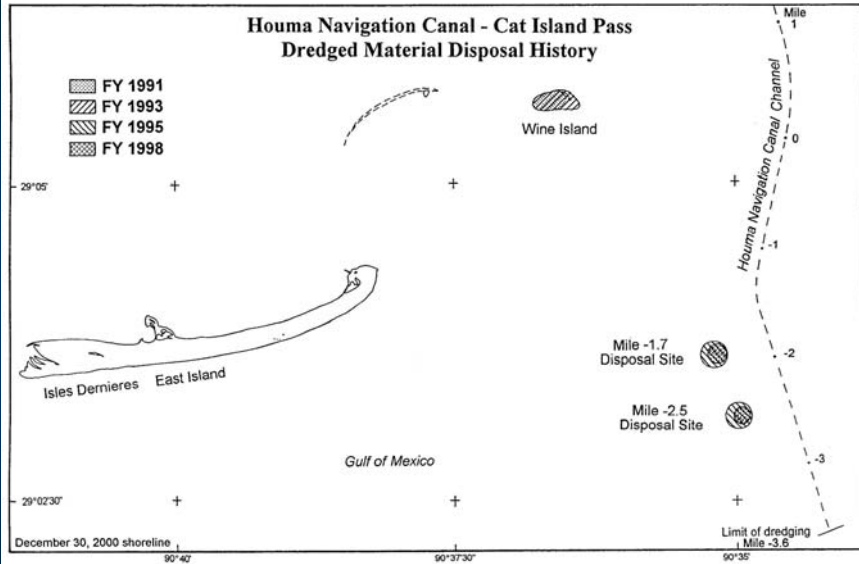 Houma Navigation Canal - Cat Island Pass
Dredged Material Disposal History
FY 1991
FY 1993
FY 1995
FY 1998
Wine Island
Mile
1
0
-1
-2
-3
Houma Navigation Canal Channel
29°05'
Mile -1.7
Disposal Site
Mile -2.5
Disposal Site
Isles Dernieres East Island
Gulf of Mexico
29°02'30"
December 30, 2000 shoreline
Limit of dredging
Mile -3.6
90°40'
90°37'30"
90°35'